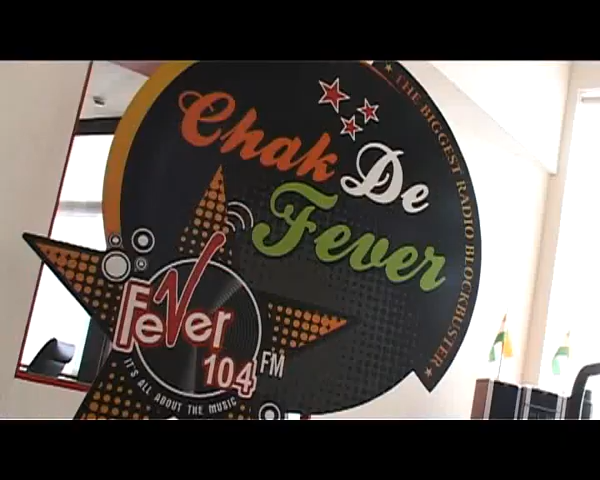 Chak De
Fever
THE BIGGEST RADIO BLOCKBUSTER
Fever
104 FM
IT'S ALL ABOUT THE MUSIC